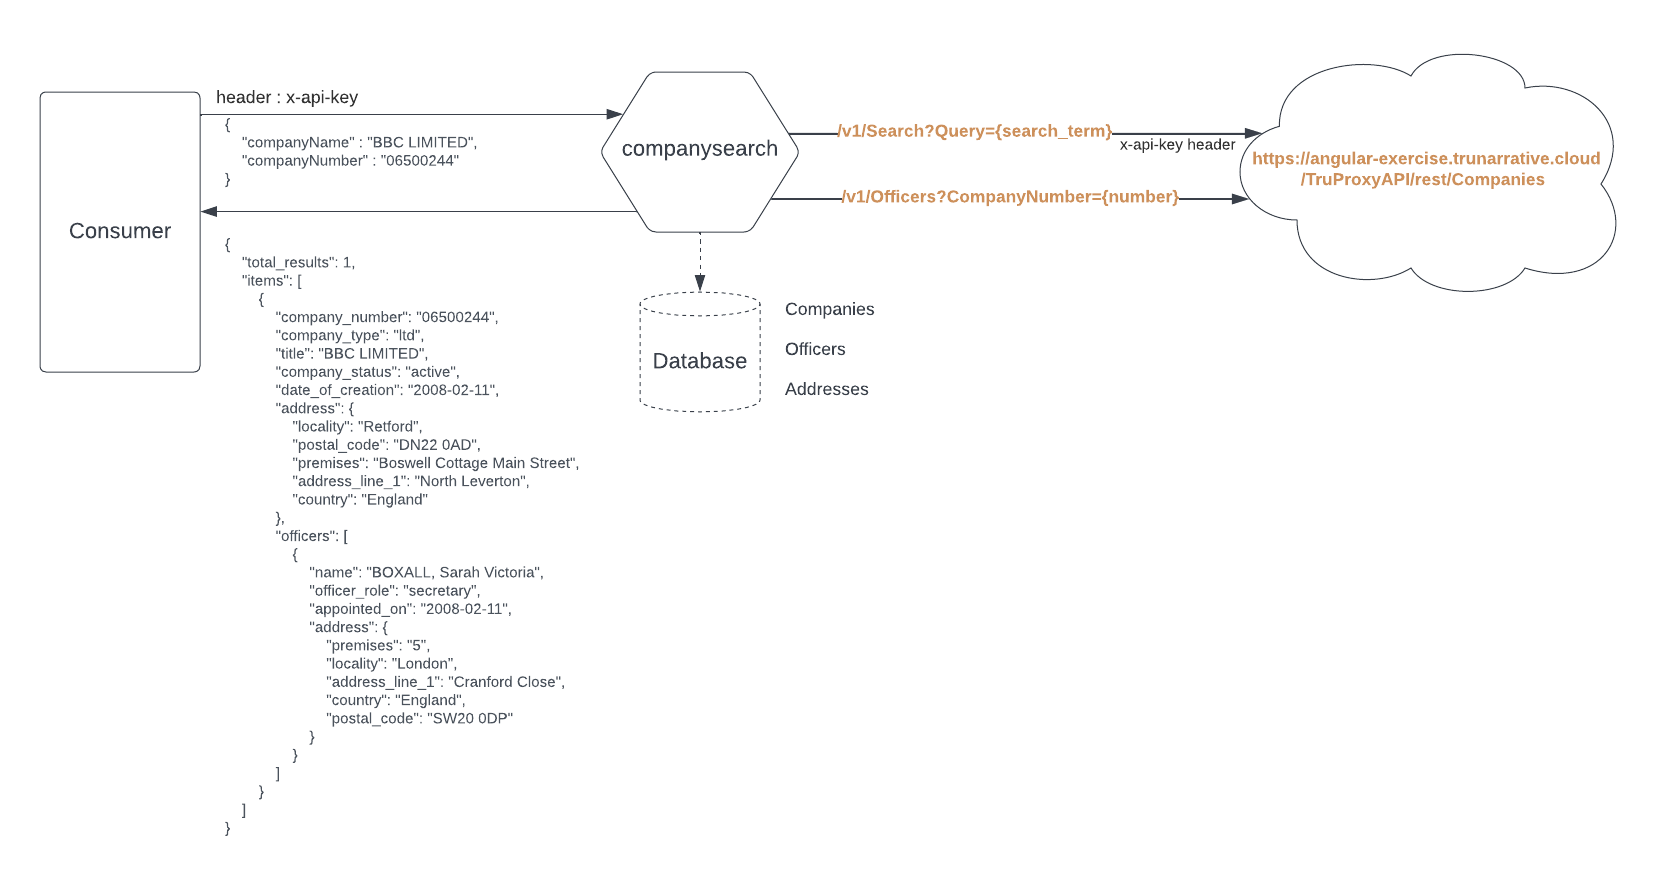 Consumer
header : x-api-key
{
"companyName" : "BBC LIMITED",
"companyNumber" : "06500244"
}
{
"total_results": 1,
"items": [
{
"company_number": "06500244",
"company_type": "ltd",
"title": "BBC LIMITED",
"company_status": "active",
"date_of_creation": "2008-02-11",
"address": {
"locality": "Retford",
"postal_code": "DN22 0AD",
"premises": "Boswell Cottage Main Street",
"address_line_1": "North Leverton",
"country": "England"
},
"officers": [
{
"name": "BOXALL, Sarah Victoria",
"officer_role": "secretary",
"appointed_on": "2008-02-11",
"address": {
"premises": "5",
"locality": "London",
"address_line_1": "Cranford Close",
"country": "England",
"postal_code": "SW20 0DP"
}
}
]
}
]
}
companysearch
Database
Companies
Officers
Addresses
/v1/Search?Query={search_term}
x-api-key header
/v1/Officers?CompanyNumber={number}
https://angular-exercise.trunarrative.cloud
/TruProxyAPI/rest/Companies